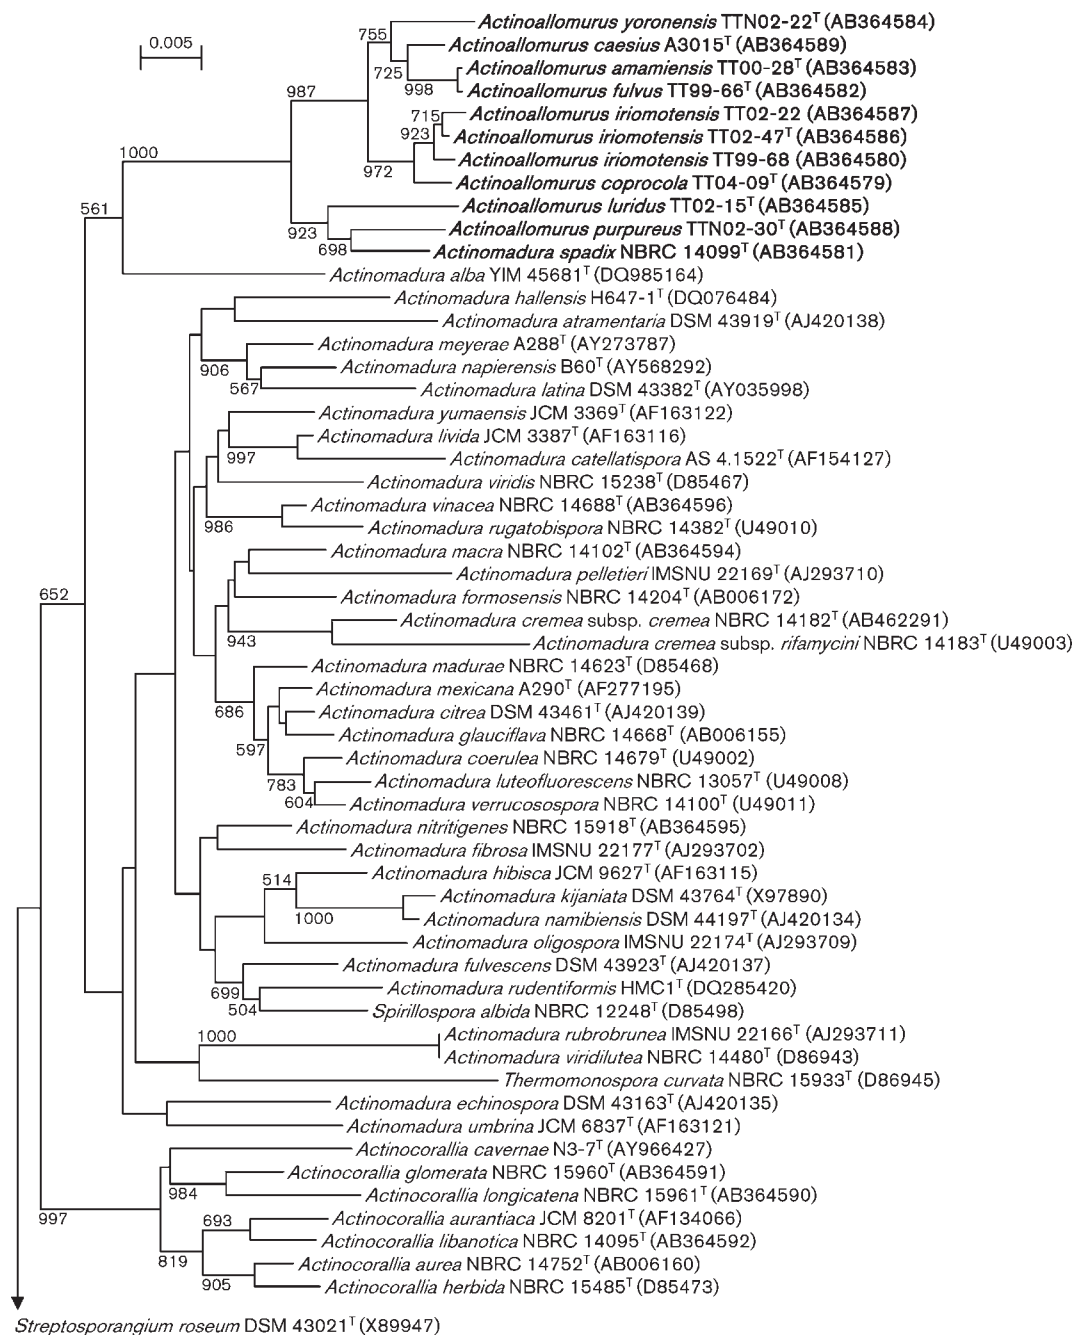 Actinoallomurus yoronensis TTN02-22T (AB364584)
755
0.005
Actinoallomurus caesius A3015T (AB364589)
725
Actinoallomurus amamiensis TT00-28T (AB364583)
998
Actinoallomurus fulvus TT99-66T (AB364582)
987
715
Actinoallomurus iriomotensis TT02-22 (AB364587)
923
Actinoallomurus iriomotensis TT02-47T (AB364586)
1000
Actinoallomurus iriomotensis TT99-68 (AB364580)
972
Actinoallomurus coprocola TT04-09T (AB364579)
561
Actinoallomurus luridus TT02-15T (AB364585)
923
Actinoallomurus purpureus TTN02-30T (AB364588)
698
Actinomadura spadix NBRC 14099T (AB364581)
Actinomadura alba YIM 45681T (DQ985164)
Actinomadura hallensis H647-1T (DQ076484)
Actinomadura atramentaria DSM 43919T (AJ420138)
Actinomadura meyerae A288T (AY273787)
906
Actinomadura napierensis B60T (AY568292)
567
Actinomadura latina DSM 43382T (AY035998)
Actinomadura yumaensis JCM 3369T (AF163122)
Actinomadura livida JCM 3387T (AF163116)
997
Actinomadura catellatispora AS 4.1522T (AF154127)
Actinomadura viridis NBRC 15238T (D85467)
Actinomadura vinacea NBRC 14688T (AB364596)
986
Actinomadura rugatobispora NBRC 14382T (U49010)
Actinomadura macra NBRC 14102T (AB364594)
Actinomadura pelletieri IMSNU 22169T (AJ293710)
652
Actinomadura formosensis NBRC 14204T (AB006172)
Actinomadura cremea subsp. cremea NBRC 14182T (AB462291)
943
Actinomadura cremea subsp. rifamycini NBRC 14183T (U49003)
Actinomadura madurae NBRC 14623T (D85468)
Actinomadura mexicana A290T (AF277195)
686
Actinomadura citrea DSM 43461T (AJ420139)
Actinomadura glauciflava NBRC 14668T (AB006155)
597
Actinomadura coerulea NBRC 14679T (U49002)
783
Actinomadura luteofluorescens NBRC 13057T (U49008)
604
Actinomadura verrucosospora NBRC 14100T (U49011)
Actinomadura nitritigenes NBRC 15918T (AB364595)
Actinomadura fibrosa IMSNU 22177T (AJ293702)
Actinomadura hibisca JCM 9627T (AF163115)
514
Actinomadura kijaniata DSM 43764T (X97890)
1000
Actinomadura namibiensis DSM 44197T (AJ420134)
Actinomadura oligospora IMSNU 22174T (AJ293709)
Actinomadura fulvescens DSM 43923T (AJ420137)
699
Actinomadura rudentiformis HMC1T (DQ285420)
504
Spirillospora albida NBRC 12248T (D85498)
1000
Actinomadura rubrobrunea IMSNU 22166T (AJ293711)
Actinomadura viridilutea NBRC 14480T (D86943)
Thermomonospora curvata NBRC 15933T (D86945)
Actinomadura echinospora DSM 43163T (AJ420135)
Actinomadura umbrina JCM 6837T (AF163121)
Actinocorallia cavernae N3-7T (AY966427)
Actinocorallia glomerata NBRC 15960T (AB364591)
984
Actinocorallia longicatena NBRC 15961T (AB364590)
997
693
Actinocorallia aurantiaca JCM 8201T (AF134066)
Actinocorallia libanotica NBRC 14095T (AB364592)
819
Actinocorallia aurea NBRC 14752T (AB006160)
905
Actinocorallia herbida NBRC 15485T (D85473)
Streptosporangium roseum DSM 43021T (X89947)